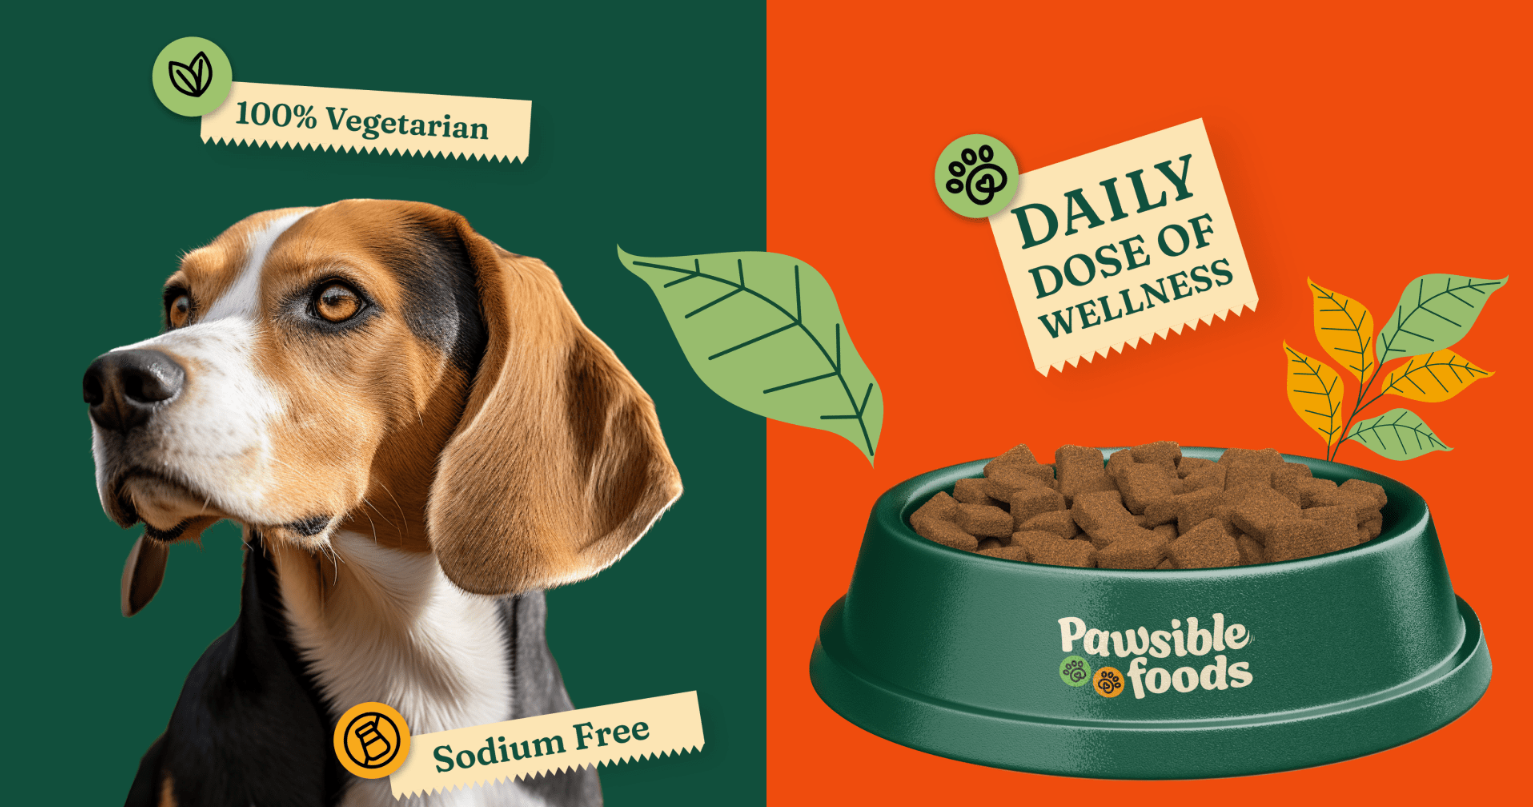 100% Vegetarian
Sodium Free
DAILY
DOSE OF
WELLNESS
Pawsible
foods